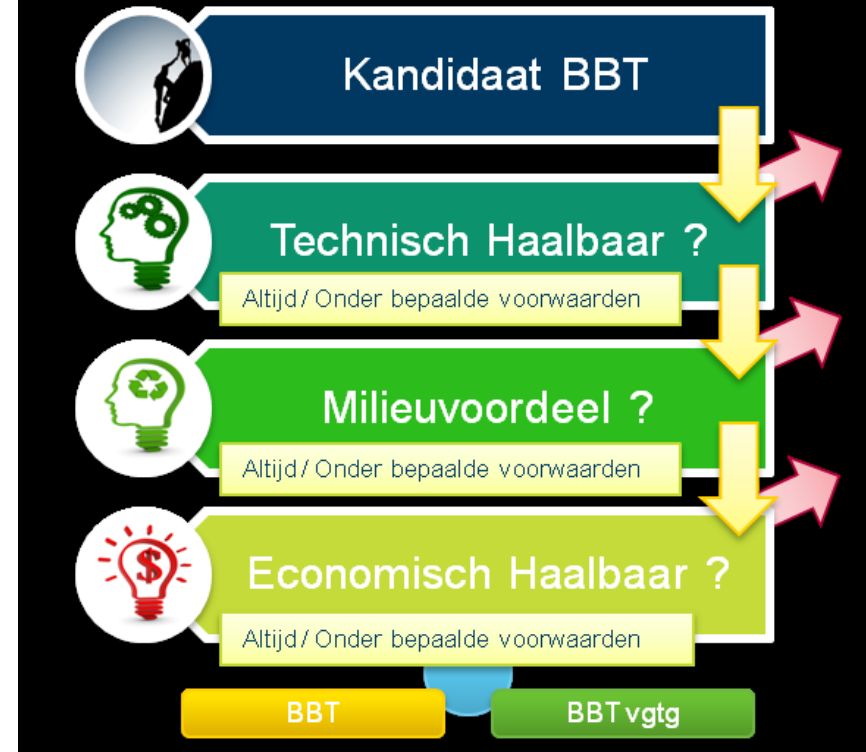 Kandidaat BBT
Technisch Haalbaar ?
Altijd / Onder bepaalde voorwaarden
Milieuvoordeel ?
Altijd / Onder bepaalde voorwaarden
$
Economisch Haalbaar ?
Altijd / Onder bepaalde voorwaarden
BBT
BBT vgtg